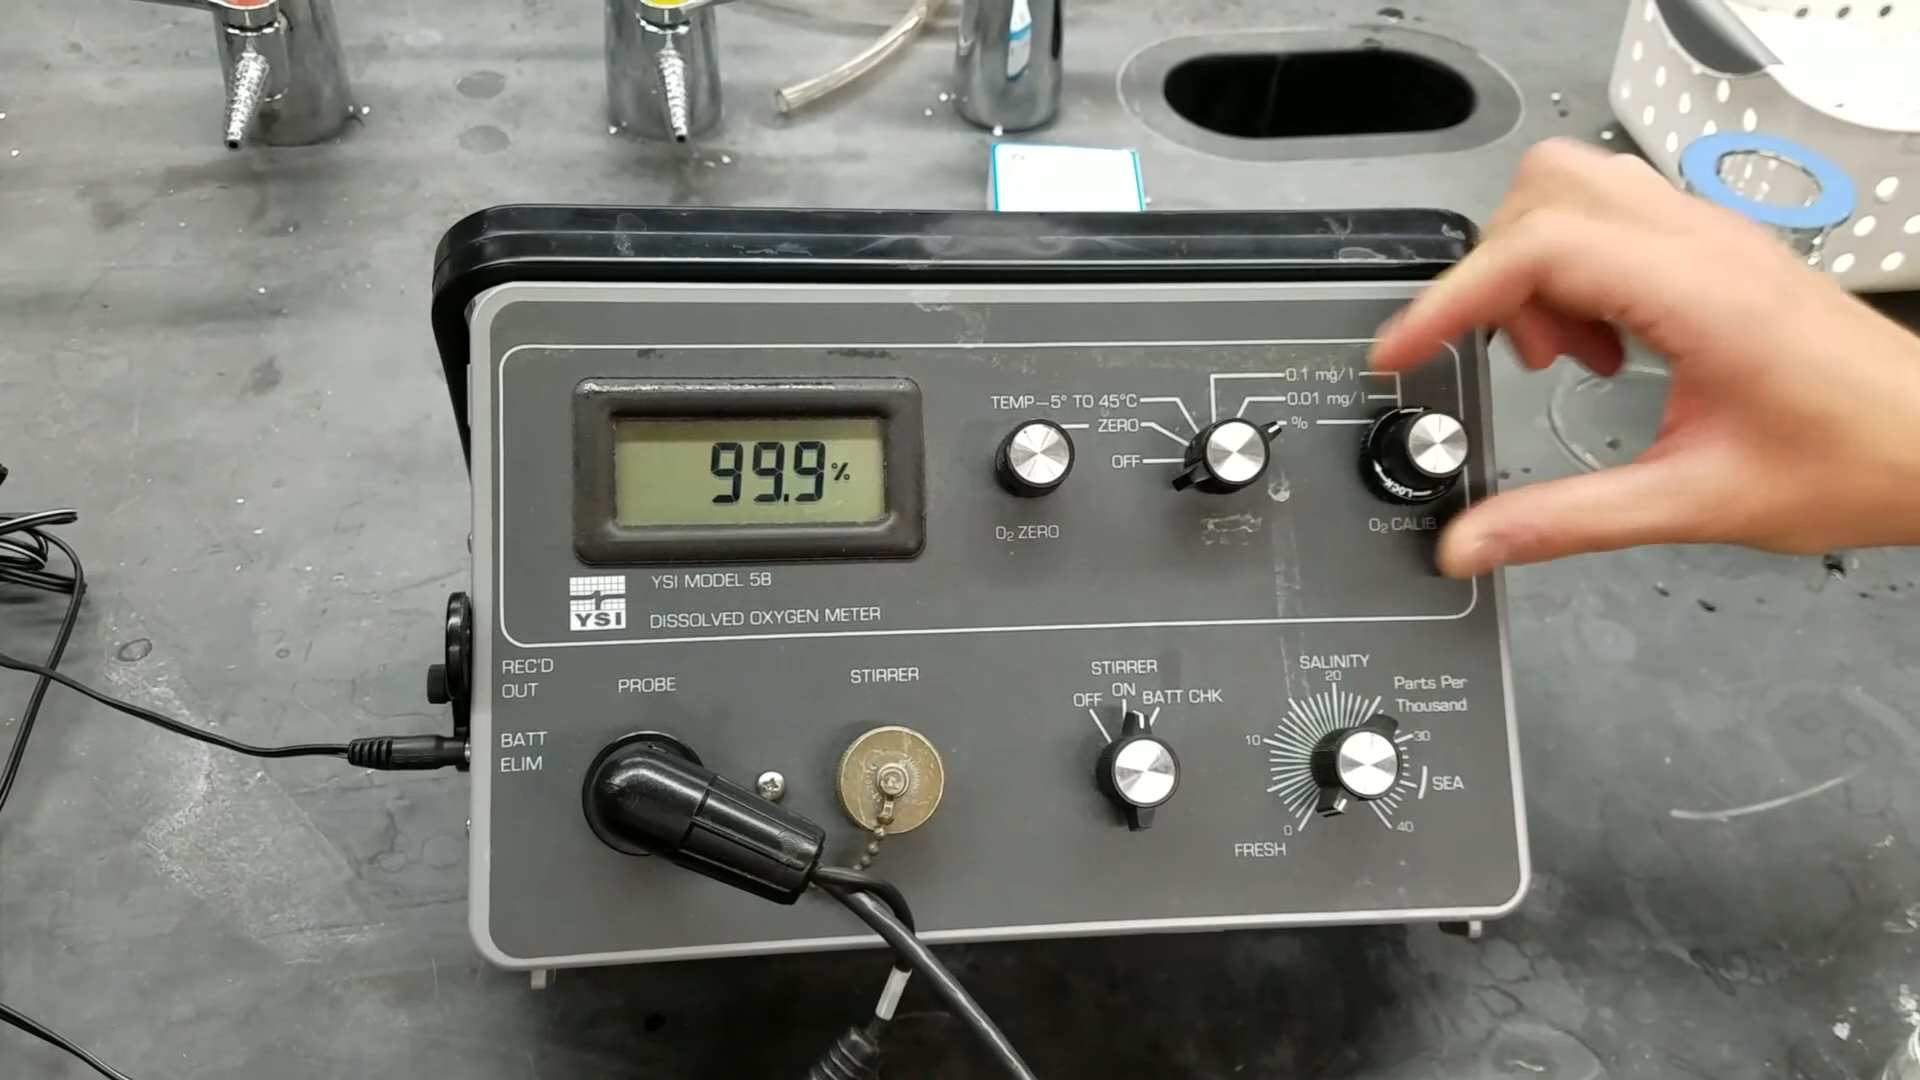 0.1 mg/l
TEMP–5° TO 45°C
0.01 mg/l
99.9%
ZERO
%
OFF
LOCK
O₂ ZERO
O₂ CALIB
YSI
YSI MODEL 58
DISSOLVED OXYGEN METER
REC'D
OUT
PROBE
STIRRER
STIRRER
OFF ON BATT CHK
SALINITY
20
Parts Per
Thousand
BATT
ELIM
10
30
SEA
0
40
FRESH